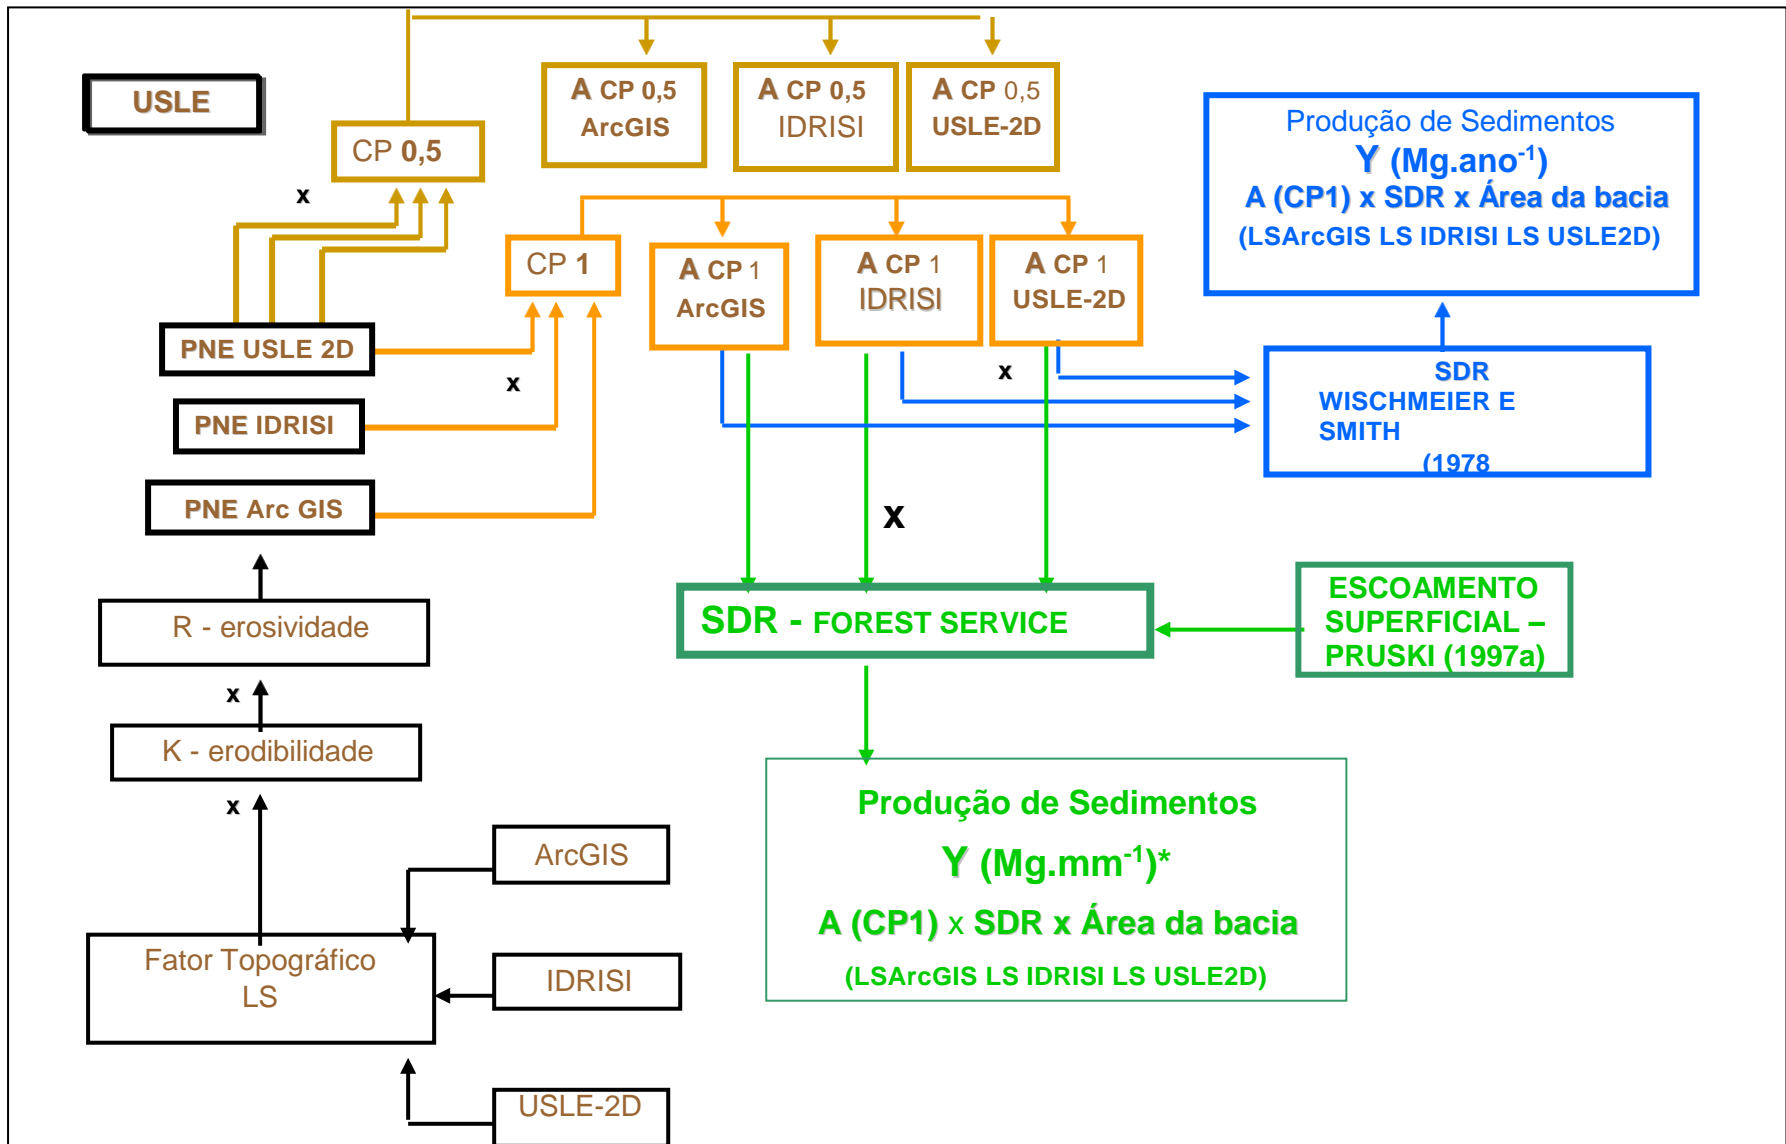 USLE
CP 0,5
A CP 0,5
ArcGIS
A CP 0,5
IDRISI
A CP 0,5
USLE-2D
Produção de Sedimentos
Y (Mg.ano⁻¹)
A (CP1) x SDR x Área da bacia
(LSArcGIS LS IDRISI LS USLE2D)
x
CP 1
A CP 1
ArcGIS
A CP 1
IDRISI
A CP 1
USLE-2D
PNE USLE 2D
x
x
SDR
WISCHMEIER E
SMITH
(1978
PNE IDRISI
PNE Arc GIS
x
R - erosividade
SDR - FOREST SERVICE
ESCOAMENTO
SUPERFICIAL –
PRUSKI (1997a)
x
K - erodibilidade
x
Produção de Sedimentos
Y (Mg.mm⁻¹)*
A (CP1) x SDR x Área da bacia
(LSArcGIS LS IDRISI LS USLE2D)
ArcGIS
Fator Topográfico
LS
IDRISI
USLE-2D